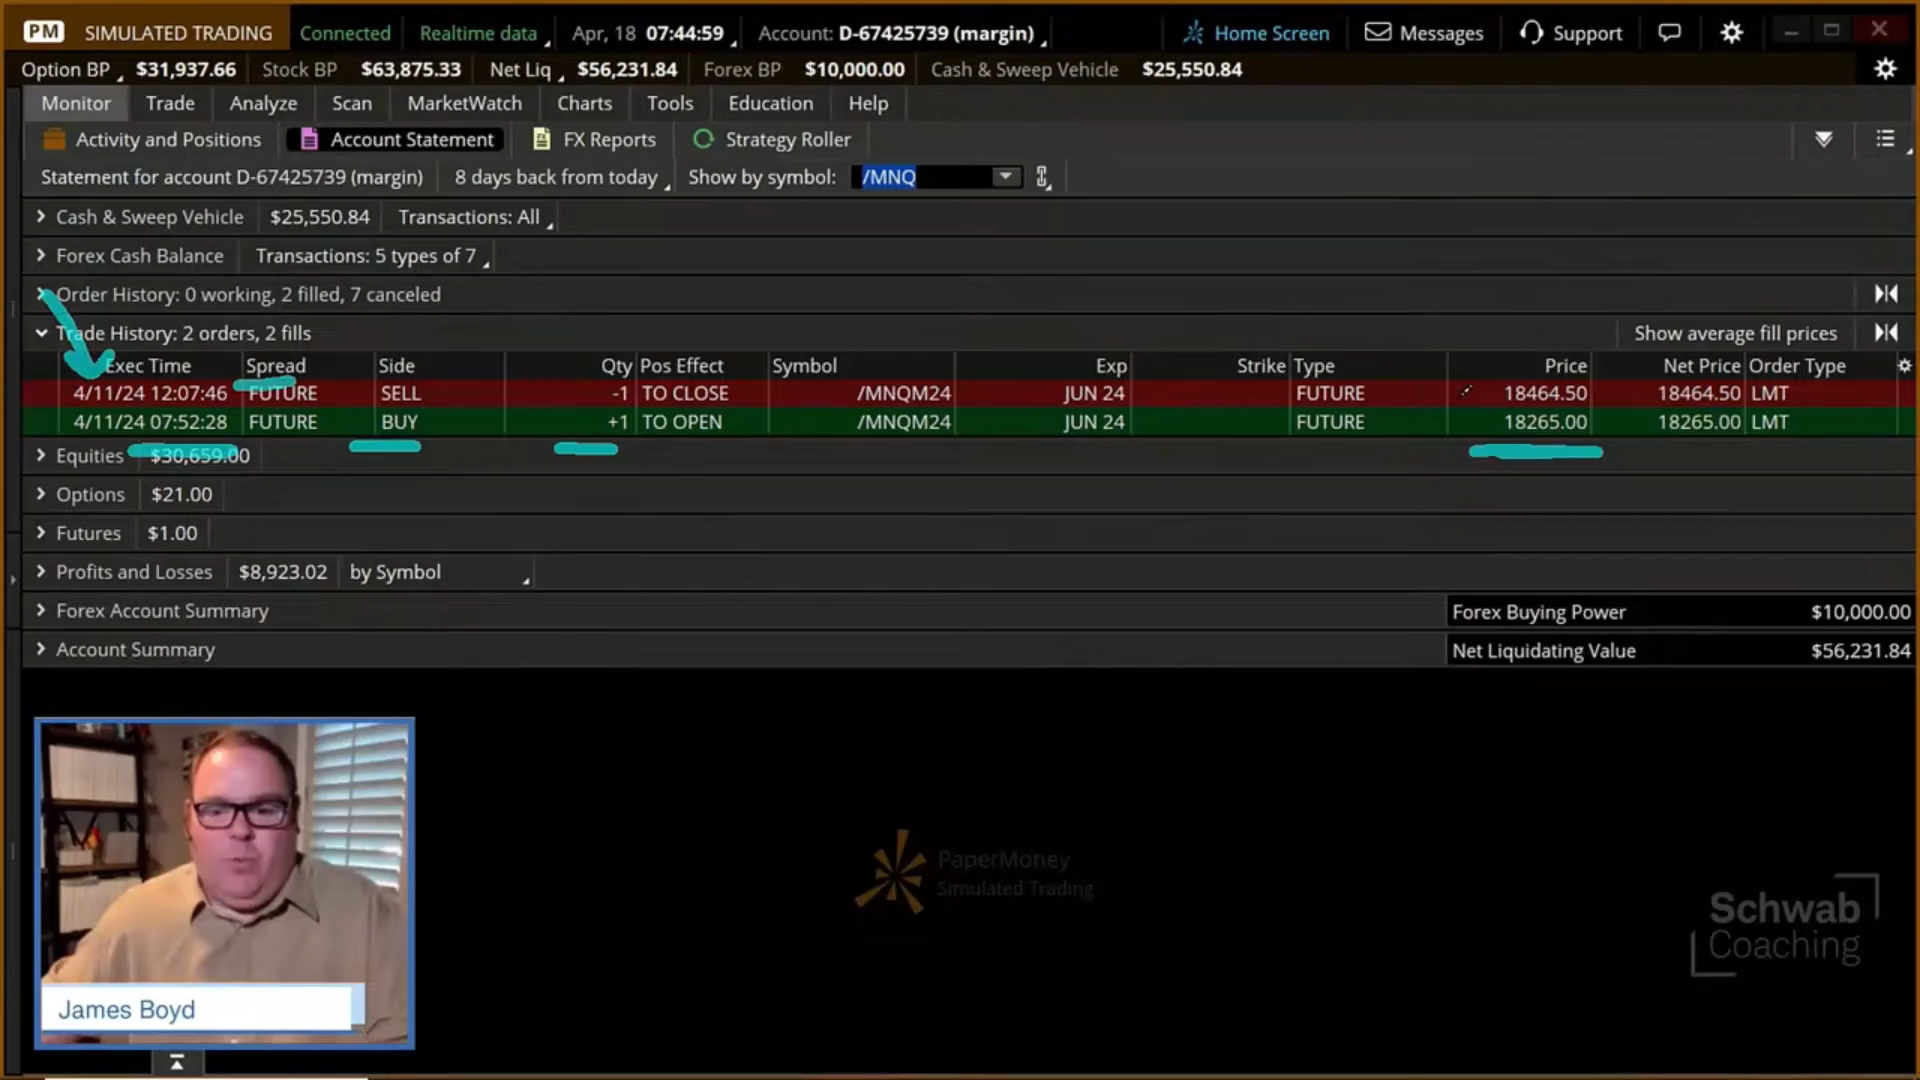 PM SIMULATED TRADING Connected Realtime data Apr, 18 07:44:59 Account: D-67425739 (margin) Home Screen Messages Support
Option BP $31,937.66 Stock BP $63,875.33 Net Liq $56,231.84 Forex BP $10,000.00 Cash & Sweep Vehicle $25,550.84
Monitor Trade Analyze Scan MarketWatch Charts Tools Education Help
Activity and Positions Account Statement FX Reports Strategy Roller
Statement for account D-67425739 (margin) 8 days back from today Show by symbol: /MNQ
Cash & Sweep Vehicle $25,550.84 Transactions: All
Forex Cash Balance Transactions: 5 types of 7
Order History: 0 working, 2 filled, 7 canceled
Trade History: 2 orders, 2 fills Show average fill prices
Exec Time Spread Side Qty Pos Effect Symbol Exp Strike Type Price Net Price Order Type
4/11/24 12:07:46 FUTURE SELL -1 TO CLOSE /MNQM24 JUN 24 FUTURE 18464.50 18464.50 LMT
4/11/24 07:52:28 FUTURE BUY +1 TO OPEN /MNQM24 JUN 24 FUTURE 18265.00 18265.00 LMT
Equities $30,659.00
Options $21.00
Futures $1.00
Profits and Losses $8,923.02 by Symbol
Forex Account Summary Forex Buying Power $10,000.00
Account Summary Net Liquidating Value $56,231.84
PaperMoney
Simulated Trading
Schwab
Coaching
James Boyd